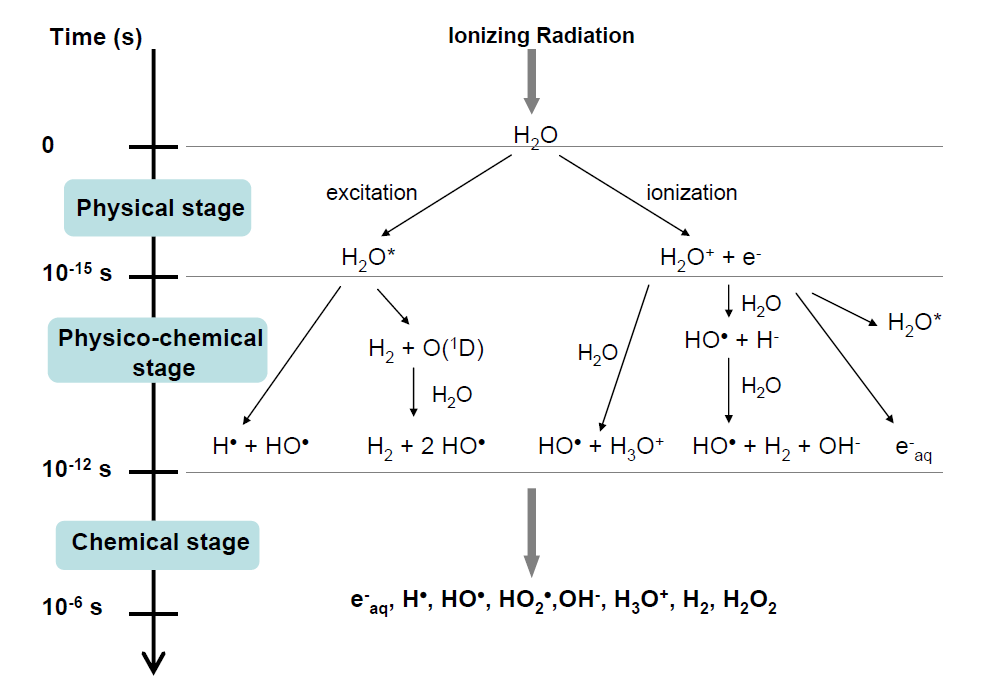 Time (s)
Ionizing Radiation
0
H₂O
excitation
ionization
Physical stage
H₂O*
H₂O⁺ + e⁻
10⁻¹⁵ s
H₂O
H₂O*
Physico-chemical
stage
HO• + H⁻
H₂ + O(¹D)
H₂O
H₂O
H₂O
H• + HO•
H₂ + 2 HO•
HO• + H₃O⁺
HO• + H₂ + OH⁻
e⁻aq
10⁻¹² s
Chemical stage
10⁻⁶ s
e⁻aq, H•, HO•, HO₂•,OH⁻, H₃O⁺, H₂, H₂O₂